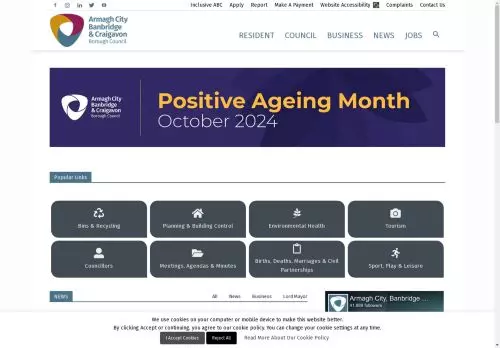 Inclusive ABC Apply Report Make A Payment Website Accessibility Complaints Contact Us
Armagh City
Banbridge
& Craigavon
Borough Council
RESIDENT COUNCIL BUSINESS NEWS JOBS
Armagh City
Banbridge
& Craigavon
Borough Council
Positive Ageing Month
October 2024
Popular Links
Bins & Recycling
Planning & Building Control
Environmental Health
Tourism
Councillors
Meetings, Agendas & Minutes
Births, Deaths, Marriages & Civil
Partnerships
Sport, Play & Leisure
NEWS
All News Business Lord Mayor
Armagh City, Banbridge ...
We use cookies on your computer or mobile device to make this website better.
By clicking Accept or continuing, you agree to our cookie policy. You can change your cookie settings at any time.
I Accept Cookies Reject All Read More About Our Cookie Policy